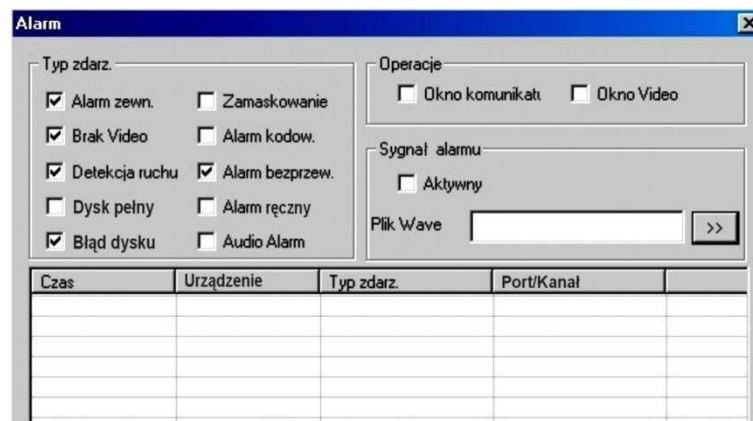 Alarm
Typ zdarz.
Alarm zewn.
Zamaskowanie
Brak Video
Alarm kodow.
Detekcja ruchu
Alarm bezprzew.
Dysk pełny
Alarm ręczny
Błąd dysku
Audio Alarm
Operacje
Okno komunikatu
Okno Video
Sygnał alarmu
Aktywny
Plik Wave
>>
Czas
Urządzenie
Typ zdarz.
Port/Kanał